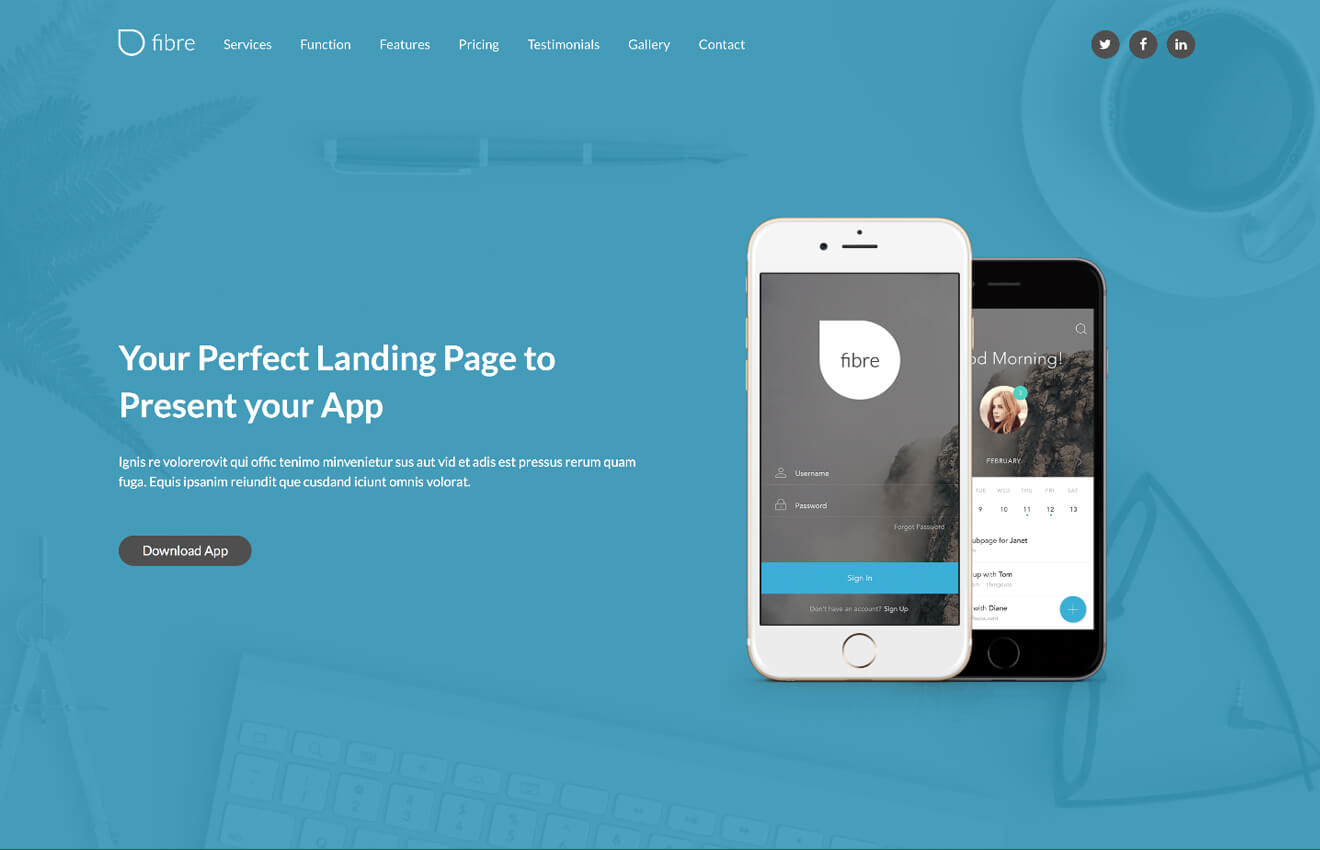 fibre Services Function Features Pricing Testimonials Gallery Contact
Your Perfect Landing Page to
Present your App
Ignis re volorerovit qui offic tenimo minvenietur sus aut vid et adis est pressus rerum quam
fuga. Equis ipsanim reiundit que cusdand iciunt omnis volorat.
Download App
fibre
Username
Password
Forgot Password
Sign In
Don't have an account? Sign Up
od Morning!
FEBRUARY
TUE WED THU FRI SAT
9 10 11 12 13
ubpage for Janet
up with Tom
with Diane